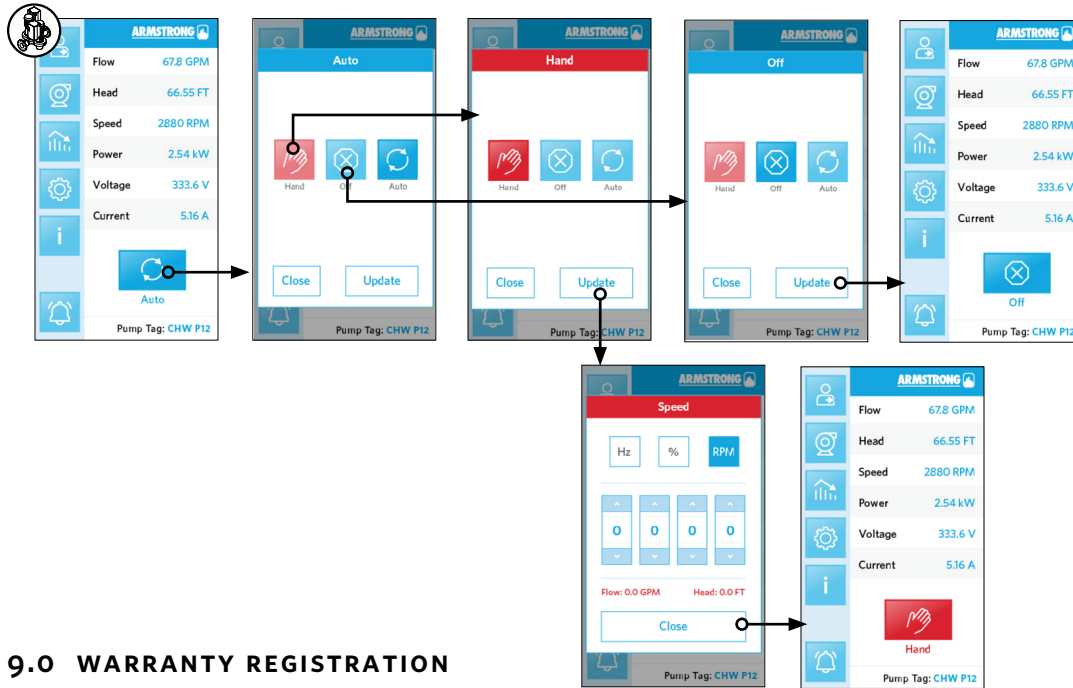 ARMSTRONG
Flow 67.8 GPM
Head 66.55 FT
Speed 2880 RPM
Power 2.54 kW
Voltage 333.6 V
Current 5.16 A
i
Auto
Pump Tag: CHW P12
ARMSTRONG
Auto
Hand Off Auto
Close Update
Pump Tag: CHW P12
ARMSTRONG
Hand
Hand Off Auto
Close Update
Pump Tag: CHW P12
ARMSTRONG
Off
Hand Off Auto
Close Update
Pump Tag: CHW P12
ARMSTRONG
Flow 67.8 GPM
Head 66.55 FT
Speed 2880 RPM
Power 2.54 kW
Voltage 333.6 V
Current 5.16 A
i
Off
Pump Tag: CHW P12
ARMSTRONG
Speed
Hz % RPM
0 0 0 0
Flow: 0.0 GPM Head: 0.0 FT
Close
Pump Tag: CHW P12
ARMSTRONG
Flow 67.8 GPM
Head 66.55 FT
Speed 2880 RPM
Power 2.54 kW
Voltage 333.6 V
Current 5.16 A
i
Hand
Pump Tag: CHW P12
9.0 WARRANTY REGISTRATION